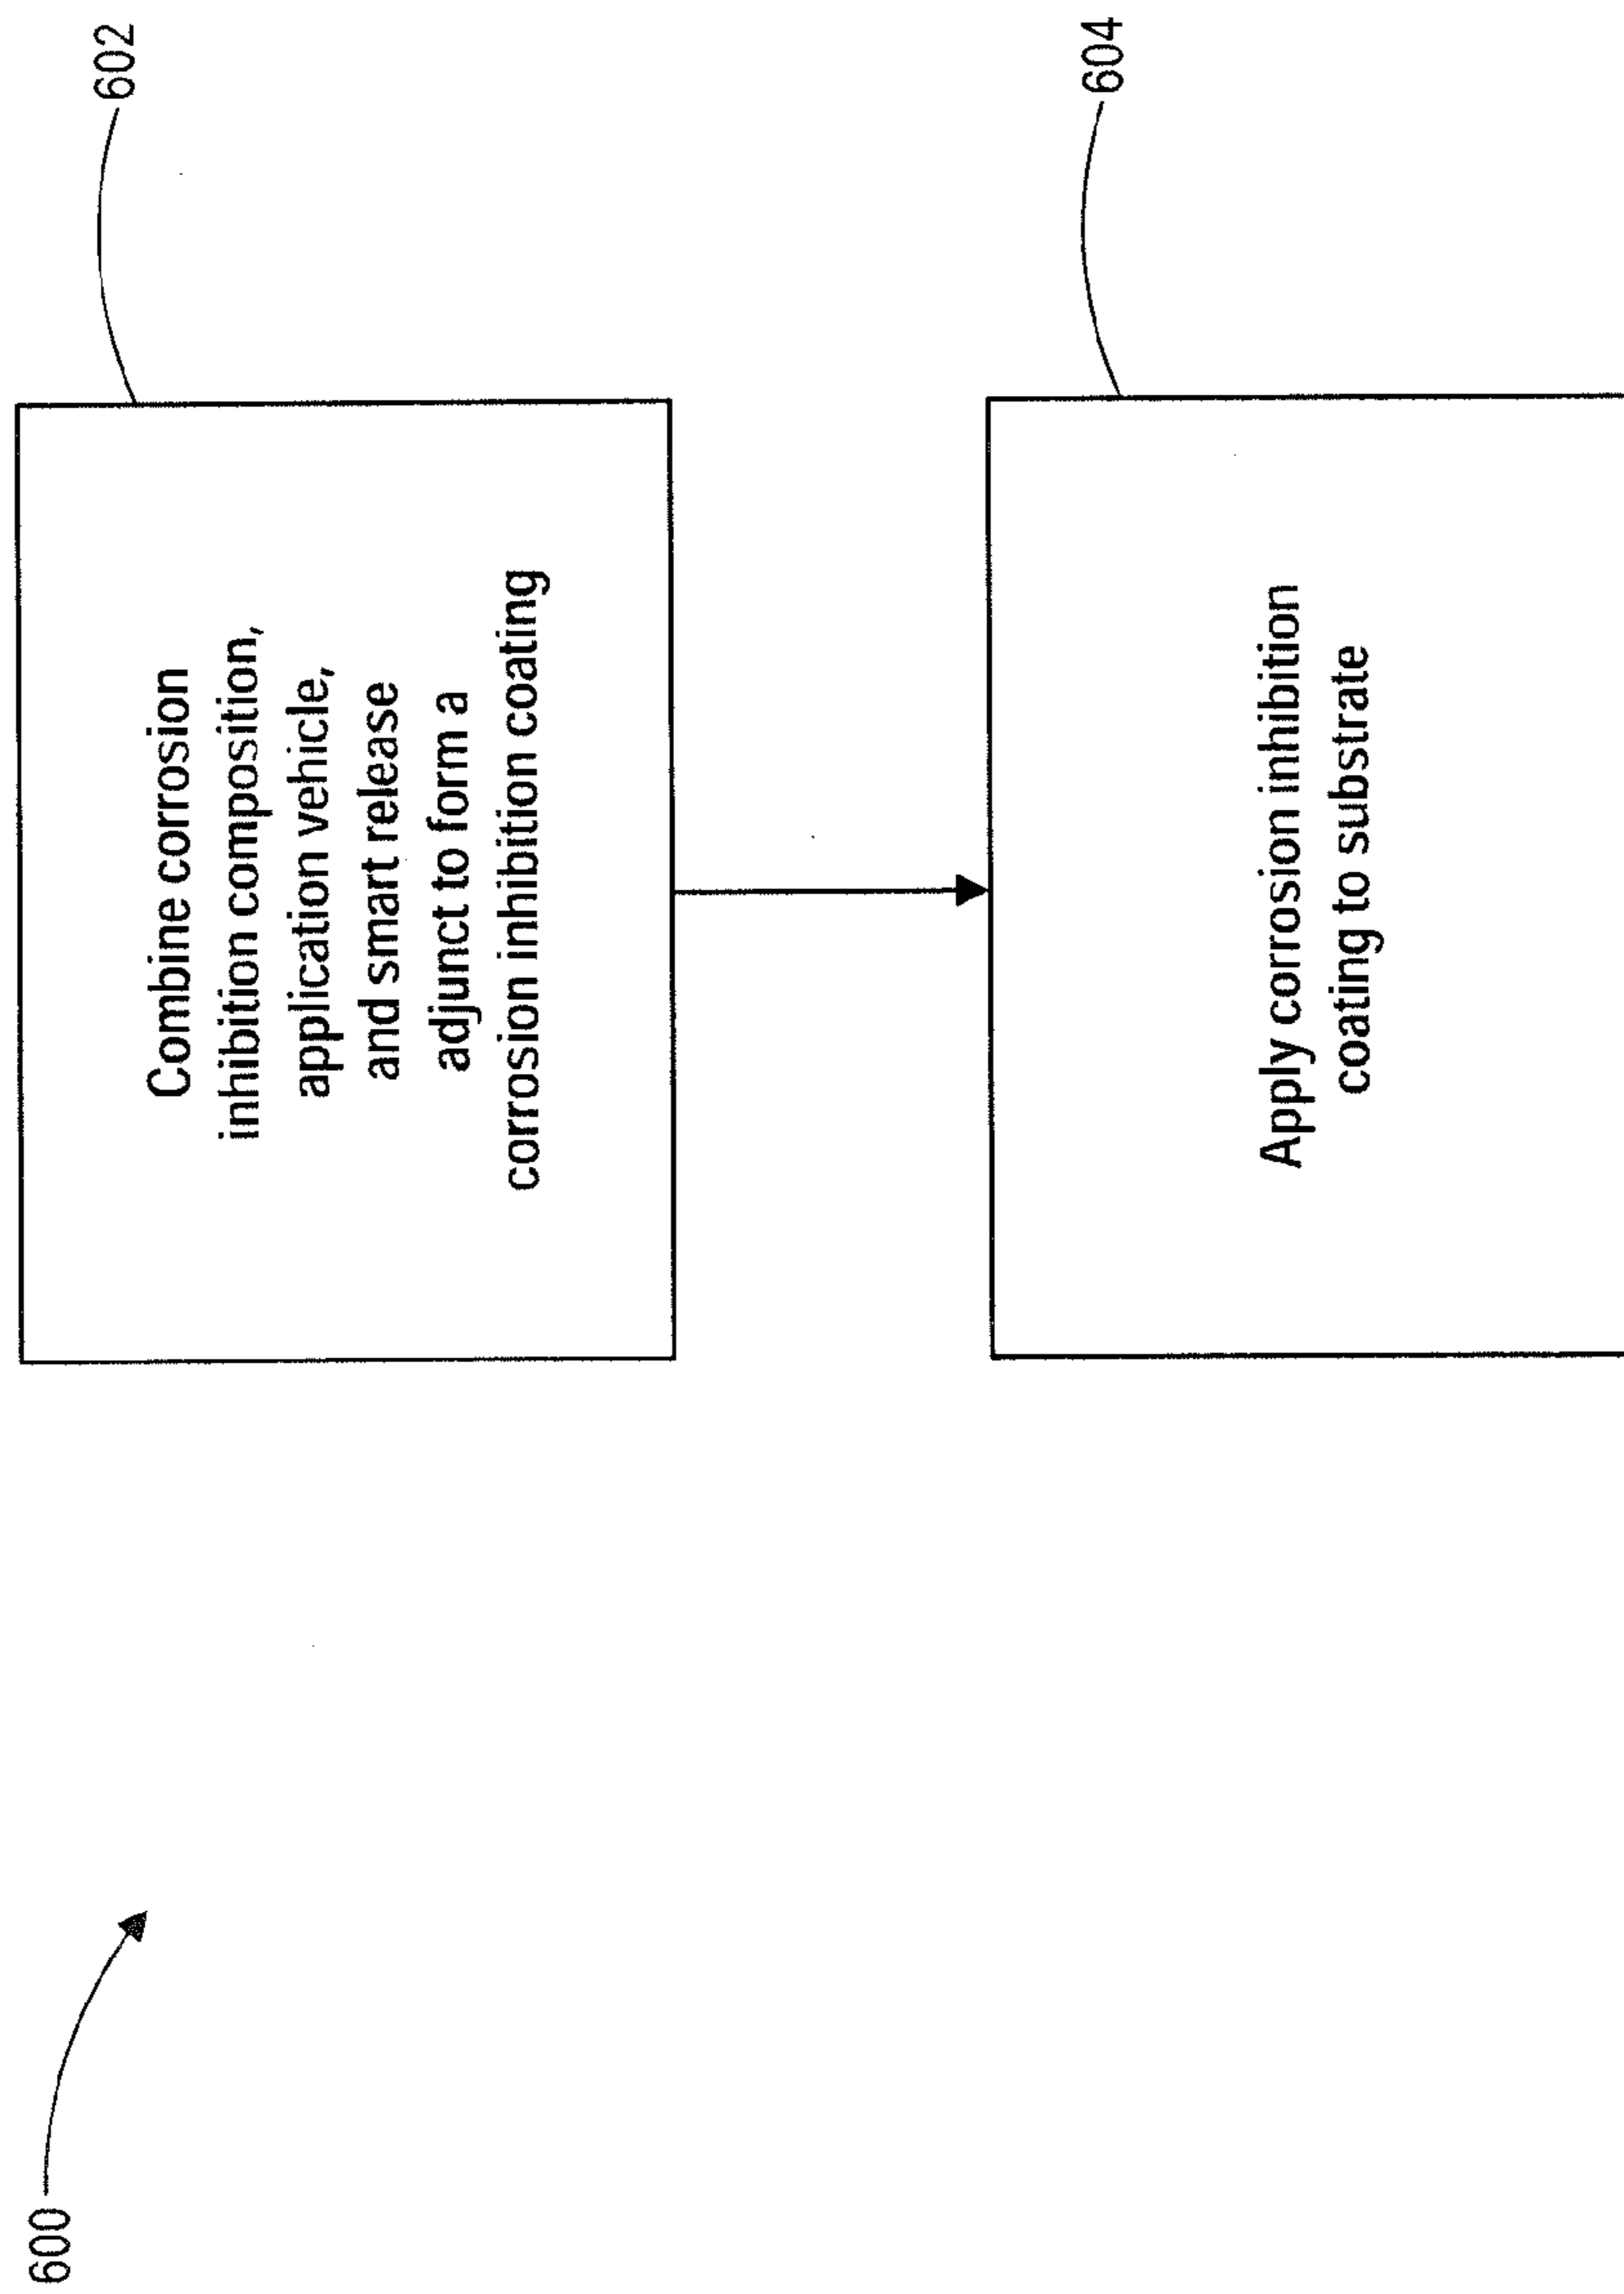 600
602
Combine corrosion
inhibition composition,
application vehicle,
and smart release
adjunct to form a
corrosion inhibition coating
604
Apply corrosion inhibition
coating to substrate